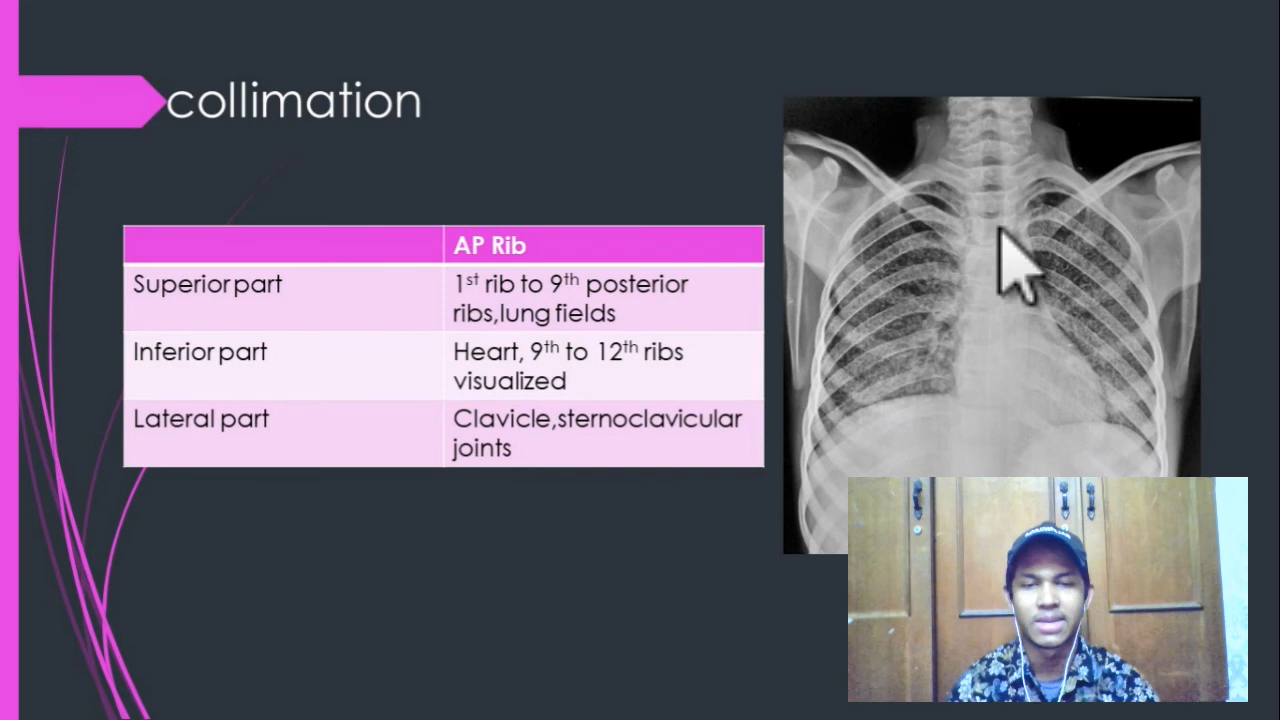 collimation
AP Rib
Superior part
1st rib to 9th posterior
ribs,lung fields
Inferior part
Heart, 9th to 12th ribs
visualized
Lateral part
Clavicle,sternoclavicular
joints